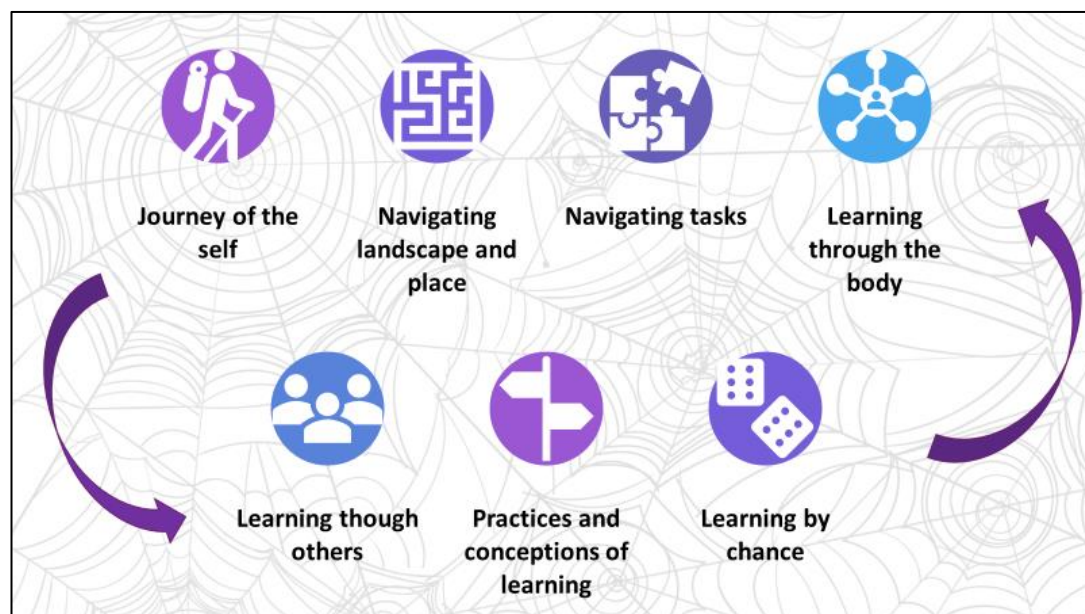 Journey of the
self
Navigating
landscape and
place
Navigating tasks
Learning
through the
body
Learning though
others
Practices and
conceptions of
learning
Learning by
chance